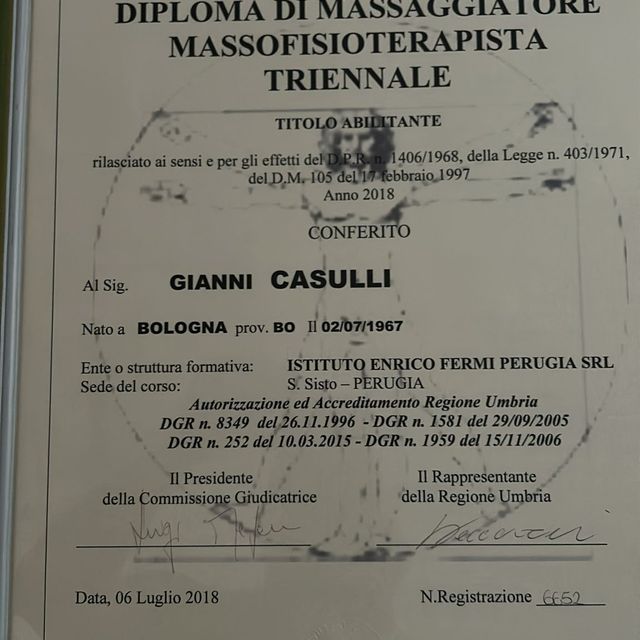 DIPLOMA DI MASSAGGIATORE
MASSOFISIOTERAPISTA
TRIENNALE
TITOLO ABILITANTE
rilasciato ai sensi e per gli effetti del D.P.R. n. 1406/1968, della Legge n. 403/1971,
del D.M. 105 del 17 febbraio 1997
Anno 2018
CONFERITO
Al Sig. GIANNI CASULLI
Nato a BOLOGNA prov. BO Il 02/07/1967
Ente o struttura formativa: ISTITUTO ENRICO FERMI PERUGIA SRL
Sede del corso: S. Sisto – PERUGIA
Autorizzazione ed Accreditamento Regione Umbria
DGR n. 8349 del 26.11.1996 - DGR n. 1581 del 29/09/2005
DGR n. 252 del 10.03.2015 - DGR n. 1959 del 15/11/2006
Il Presidente Il Rappresentante
della Commissione Giudicatrice della Regione Umbria
Data, 06 Luglio 2018 N.Registrazione 6652